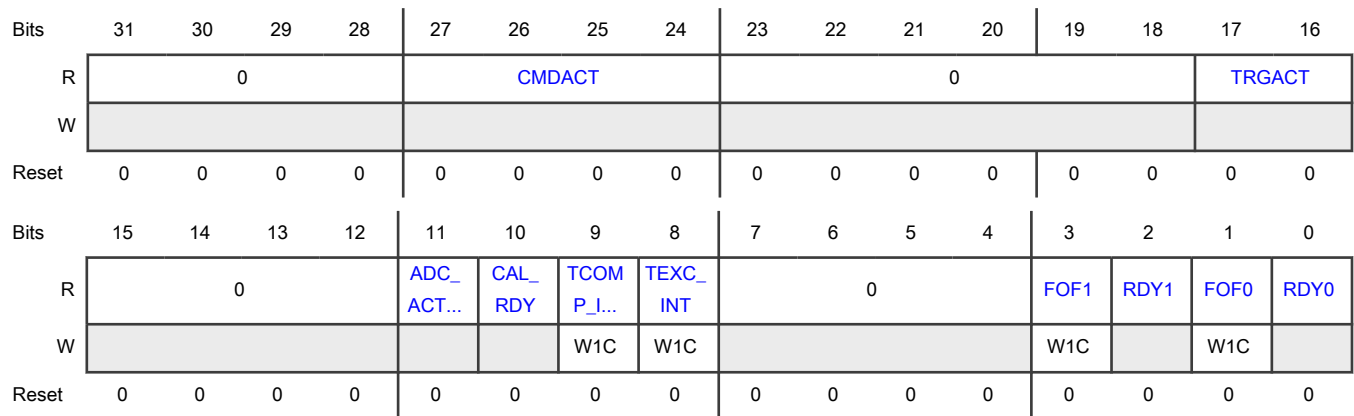 Bits 31 30 29 28 27 26 25 24 23 22 21 20 19 18 17 16
R 0 CMDACT 0 TRGACT
W
Reset 0 0 0 0 0 0 0 0 0 0 0 0 0 0 0 0
Bits 15 14 13 12 11 10 9 8 7 6 5 4 3 2 1 0
R 0 ADC_ ACT... CAL_ RDY TCOM P_I... TEXC_ INT 0 FOF1 RDY1 FOF0 RDY0
W W1C W1C W1C W1C
Reset 0 0 0 0 0 0 0 0 0 0 0 0 0 0 0 0